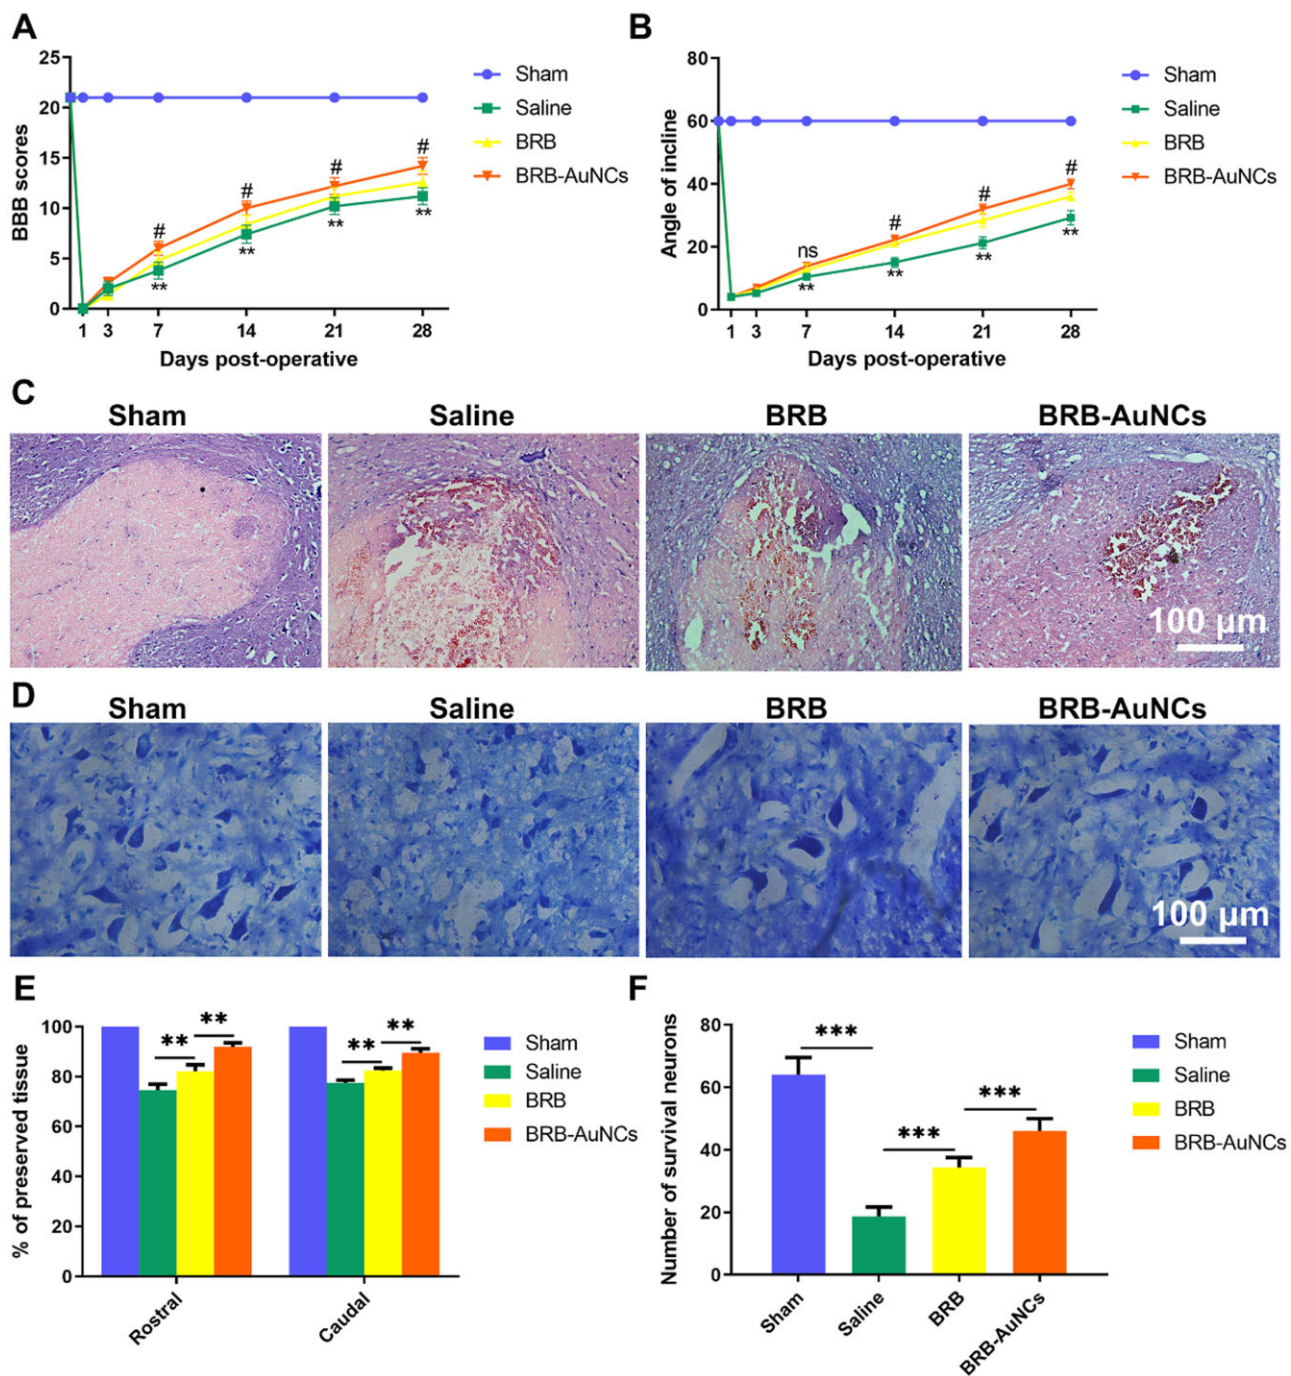 A
BBB scores
25
20
15
10
5
0
#
#
#
#
**
**
**
**
1 3 7 14 21 28
Days post-operative
Sham
Saline
BRB
BRB-AuNCs
B
Angle of incline
80
60
40
20
0
ns
#
#
#
**
**
**
**
1 3 7 14 21 28
Days post-operative
Sham
Saline
BRB
BRB-AuNCs
C
Sham Saline BRB BRB-AuNCs
100 µm
D
Sham Saline BRB BRB-AuNCs
100 µm
E
% of preserved tissue
100
80
60
40
20
0
** **
** **
Rostral Caudal
Sham
Saline
BRB
BRB-AuNCs
F
Number of survival neurons
80
60
40
20
0
***
***
***
Sham Saline BRB BRB-AuNCs
Sham
Saline
BRB
BRB-AuNCs